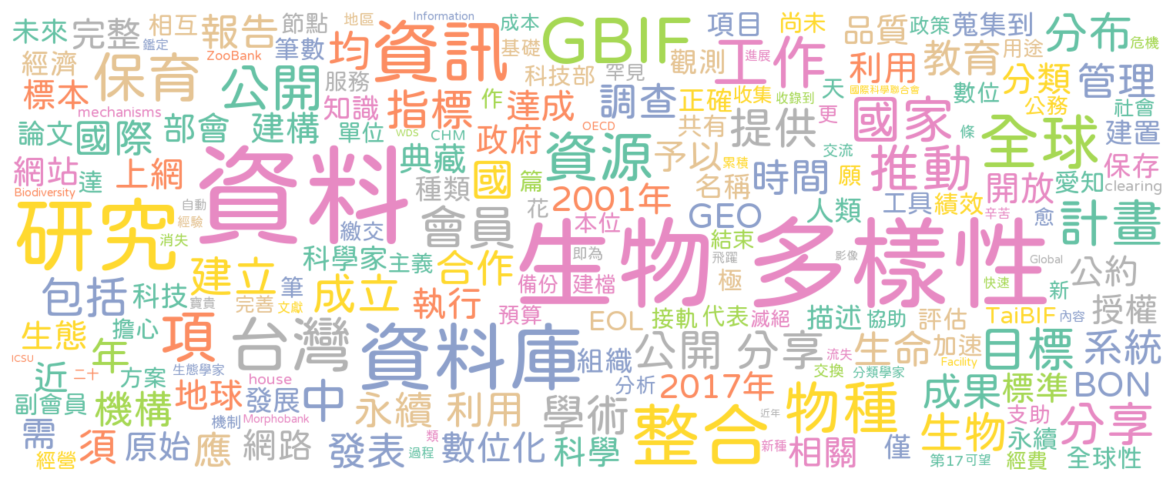 未來 完整 相互 報告 節點 地區 Information 成本 GBIF 項目 尚未 品質 政策 蒐集到 分布 危機
ZooBank 筆數 均 資訊 基礎 科技部 罕見 觀測 工作 進展 教育 用途
經濟 保育 公開 服務 指標 達成 調查 正確 收集 收錄到 國際科學聯合會 利用 分類 管理
標本 mechanisms 知識 作 OECD 共有 提供 天 更 數位 公務 社會
論文 國際 部會 建構 單位 WDS CHM 政府 資源 予以 累積 國家 條 全球 建置
網站 達 上網 資料 典藏 種類 國 篇 名稱 時間 交流 推動 開放 愛知 保存 clearing
Biodiversity 自動 花 2001年 GEO 願 人類 工具 績效 計畫
研究 經驗 消失 繳交 會員 本位 結束 生物 多樣性 辛苦 愈
建立 科學家 主義 合作 即為 飛躍 影像 Global 公約
包括 科技 寶貴 完善 文獻 筆 成立 執行 備份 建檔 極 快速 新 授權
生態 擔心 項 台灣 預算 EOL 接軌 代表 滅絕 描述 協助 評估 TaiBIF 內容
ICSU 近 二十 年 方案 生態學家 資料庫 組織 公開 分享 流失 生命 加速 目標 系統
副會員 機構 地球 house 發展 中 分析 2017年 交換 分類學家 Facility 成果 標準 BON
需 機制 Morphobank 永續 利用 學術 整合 近年 物種 生物 支助 分享
經營 須 原始 應 網路 發表 類 過程 數位化 科學 新種 相關 僅 第17 可望 永續 經費 全球性